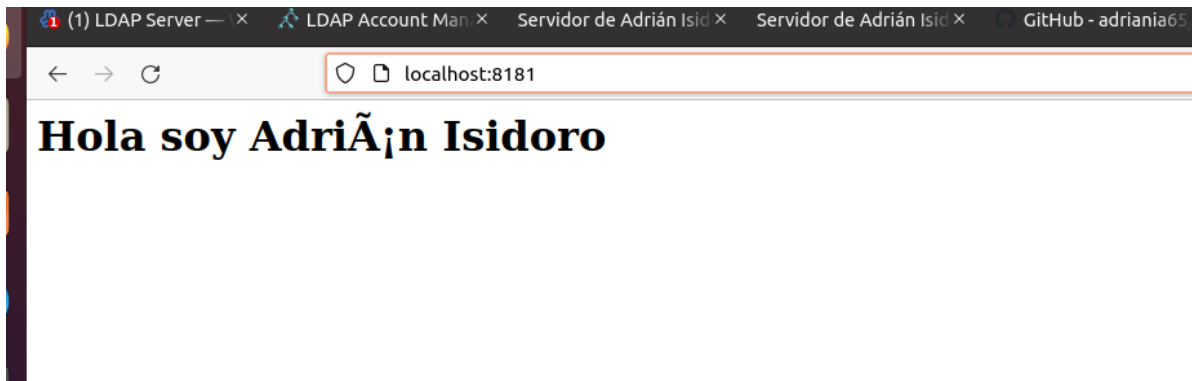 (1) LDAP Server — \
LDAP Account Man
Servidor de Adrián Isid
Servidor de Adrián Isid
GitHub - adriania65
localhost:8181
Hola soy AdriÃ¡n Isidoro